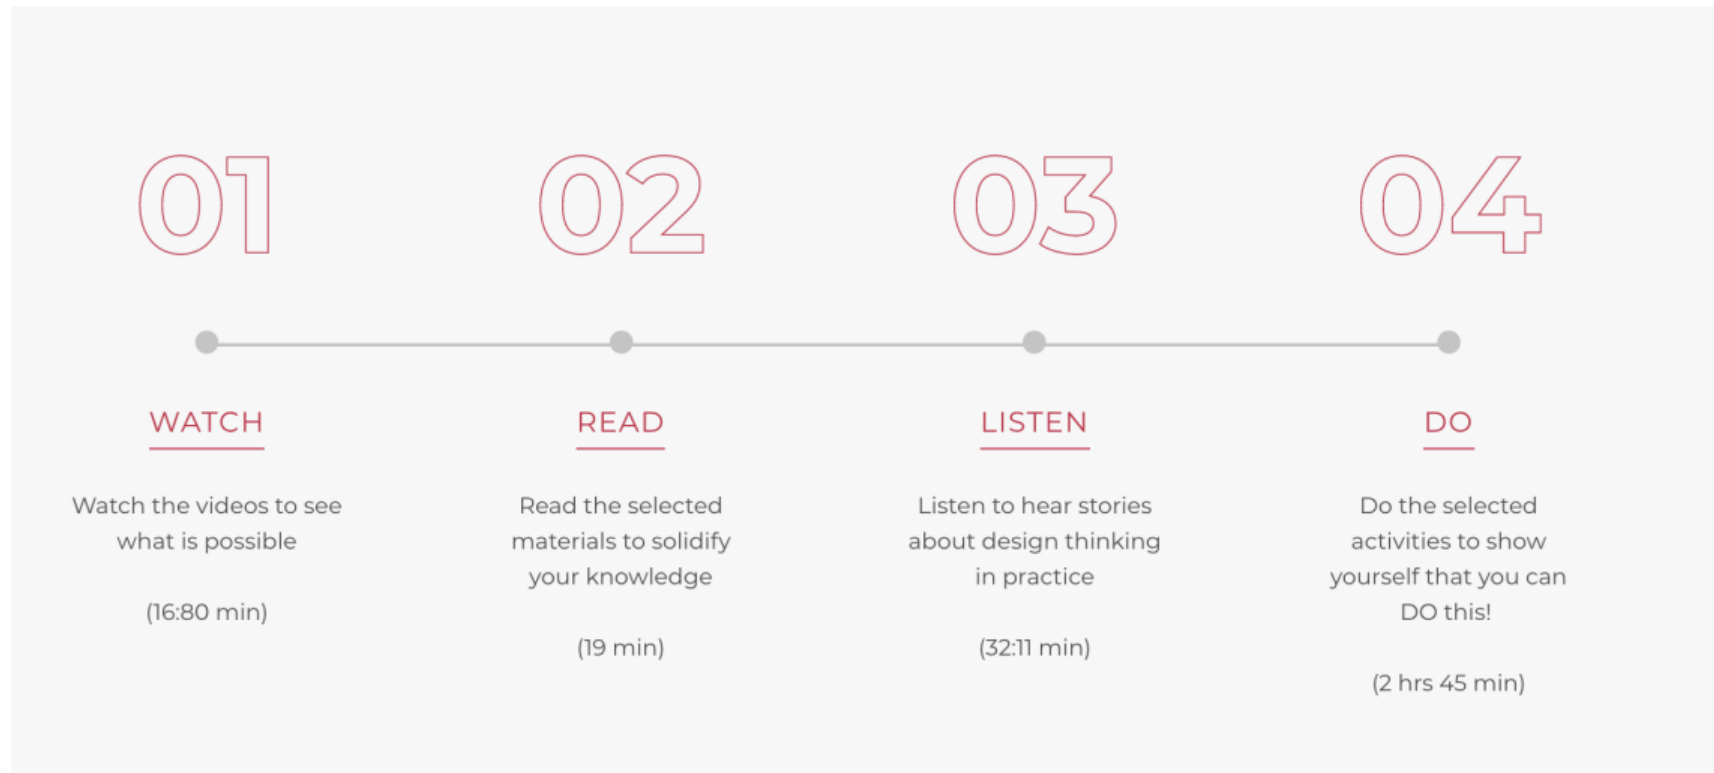 01
WATCH
Watch the videos to see
what is possible
(16:80 min)
02
READ
Read the selected
materials to solidify
your knowledge
(19 min)
03
LISTEN
Listen to hear stories
about design thinking
in practice
(32:11 min)
04
DO
Do the selected
activities to show
yourself that you can
DO this!
(2 hrs 45 min)